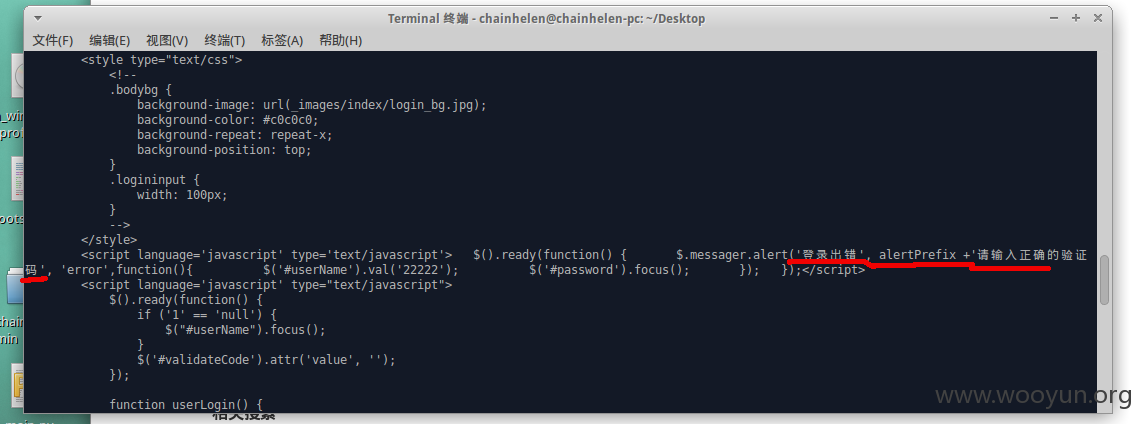 Terminal 终端 - chainhelen@chainhelen-pc: ~/Desktop
文件(F) 编辑(E) 视图(V) 终端(T) 标签(A) 帮助(H)
<style type="text/css">
<!--
.bodybg {
background-image: url(_images/index/login_bg.jpg);
background-color: #c0c0c0;
background-repeat: repeat-x;
background-position: top;
}
.logininput {
width: 100px;
}
-->
</style>
<script language='javascript' type='text/javascript'> $().ready(function() { $.messager.alert('登录出错', alertPrefix +'请输入正确的验证
码', 'error',function(){ $('#userName').val('22222'); $('#password').focus(); }); });</script>
<script language='javascript' type="text/javascript">
$().ready(function() {
if ('1' == 'null') {
$("#userName").focus();
}
$('#validateCode').attr('value', '');
});
function userLogin() {
www.wooyun.org
相关搜索